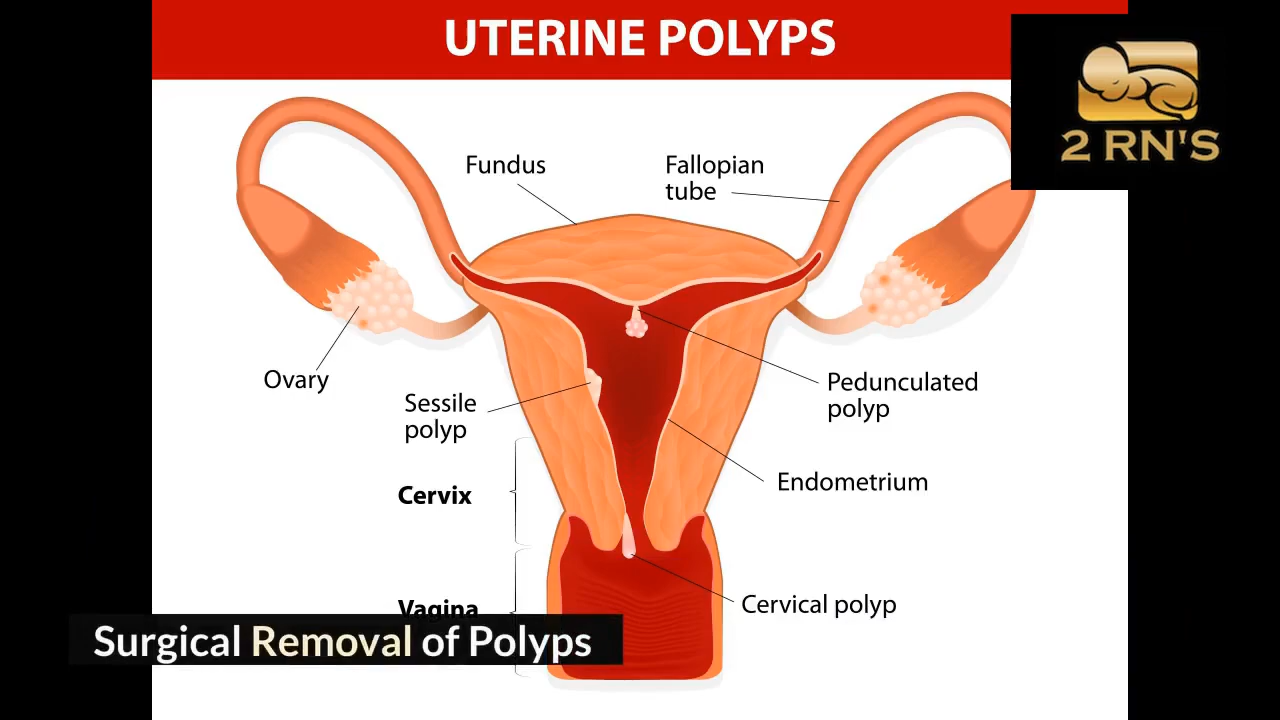 UTERINE POLYPS
2 RN'S
Fundus
Fallopian
tube
Ovary
Sessile
polyp
Pedunculated
polyp
Cervix
Endometrium
Vagina
Cervical polyp
Surgical Removal of Polyps